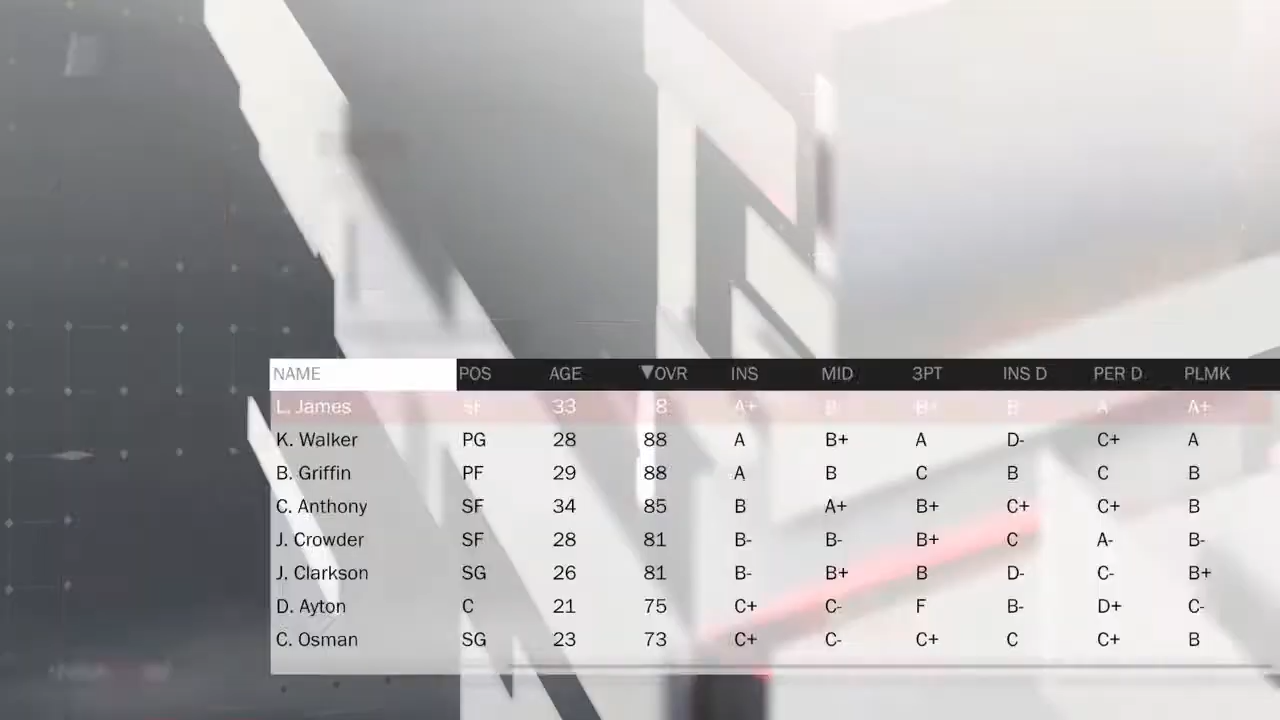 NAME POS AGE ▼OVR INS MID 3PT INS D PER D PLMK
L. James SF 33 A+ B A A+
K. Walker PG 28 88 A B+ A D- C+ A
B. Griffin PF 29 88 A B C B C B
C. Anthony SF 34 85 B A+ B+ C+ C+ B
J. Crowder SF 28 81 B- B- B+ C A- B-
J. Clarkson SG 26 81 B- B+ B D- C- B+
D. Ayton C 21 75 C+ C- F B- D+ C-
C. Osman SG 23 73 C+ C- C+ C C+ B